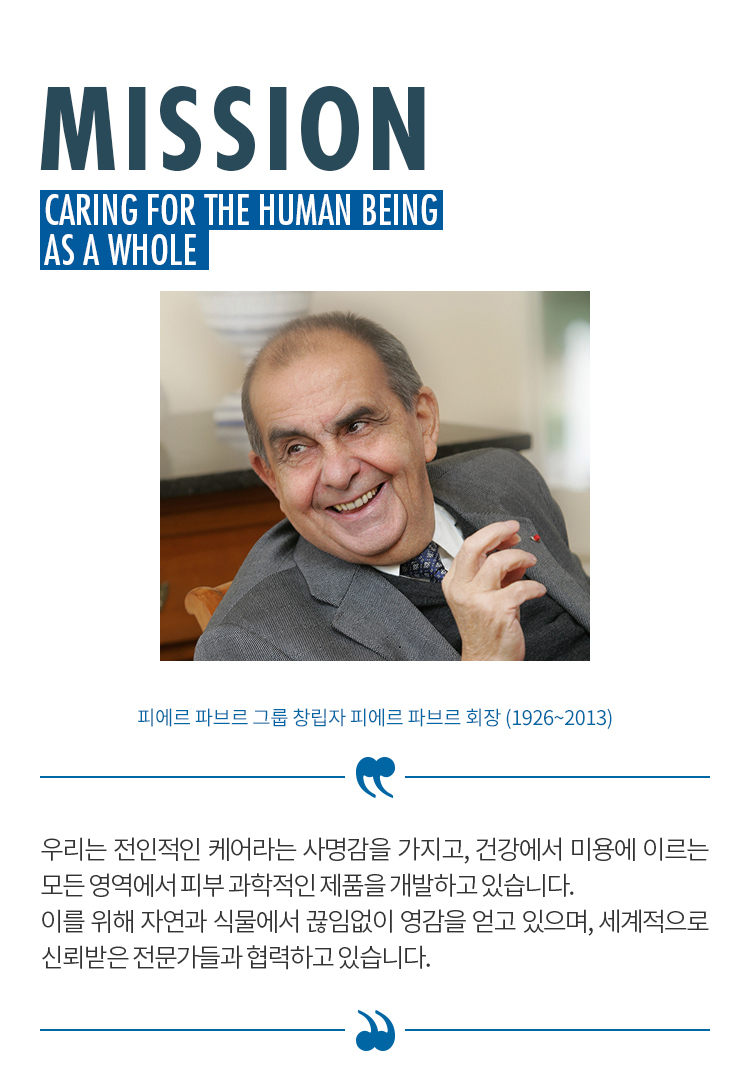 MISSION
CARING FOR THE HUMAN BEING
AS A WHOLE
피에르 파브르 그룹 창립자 피에르 파브르 회장 (1926~2013)
우리는 전인적인 케어라는 사명감을 가지고, 건강에서 미용에 이르는
모든 영역에서 피부 과학적인 제품을 개발하고 있습니다.
이를 위해 자연과 식물에서 끊임없이 영감을 얻고 있으며, 세계적으로
신뢰받은 전문가들과 협력하고 있습니다.